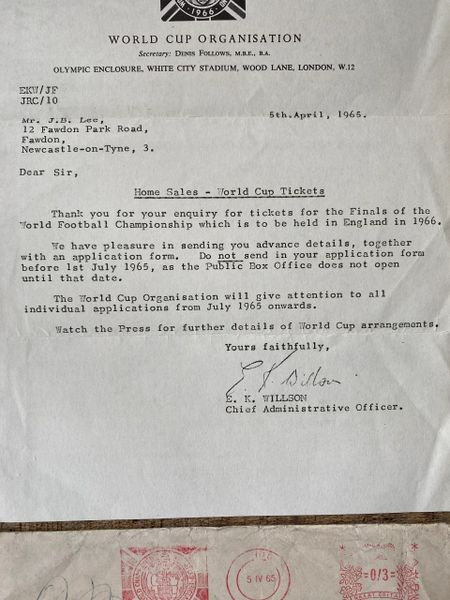 1966
WORLD CUP ORGANISATION
Secretary: DENIS FOLLOWS, M.B.E., B.A.
OLYMPIC ENCLOSURE, WHITE CITY STADIUM, WOOD LANE, LONDON, W.12
EKW/JF
JRC/10
5th.April, 1965.
Mr. J.B. Lee,
12 Fawdon Park Road,
Fawdon,
Newcastle-on-Tyne, 3.
Dear Sir,
Home Sales - World Cup Tickets
Thank you for your enquiry for tickets for the Finals of the
World Football Championship which is to be held in England in 1966.
We have pleasure in sending you advance details, together
with an application form. Do not send in your application form
before 1st July 1965, as the Public Box Office does not open
until that date.
The World Cup Organisation will give attention to all
individual applications from July 1965 onwards.
Watch the Press for further details of World Cup arrangements.
Yours faithfully,
E. K. Willson
E. K. WILLSON
Chief Administrative Officer.
5 IV 65
=0/3=